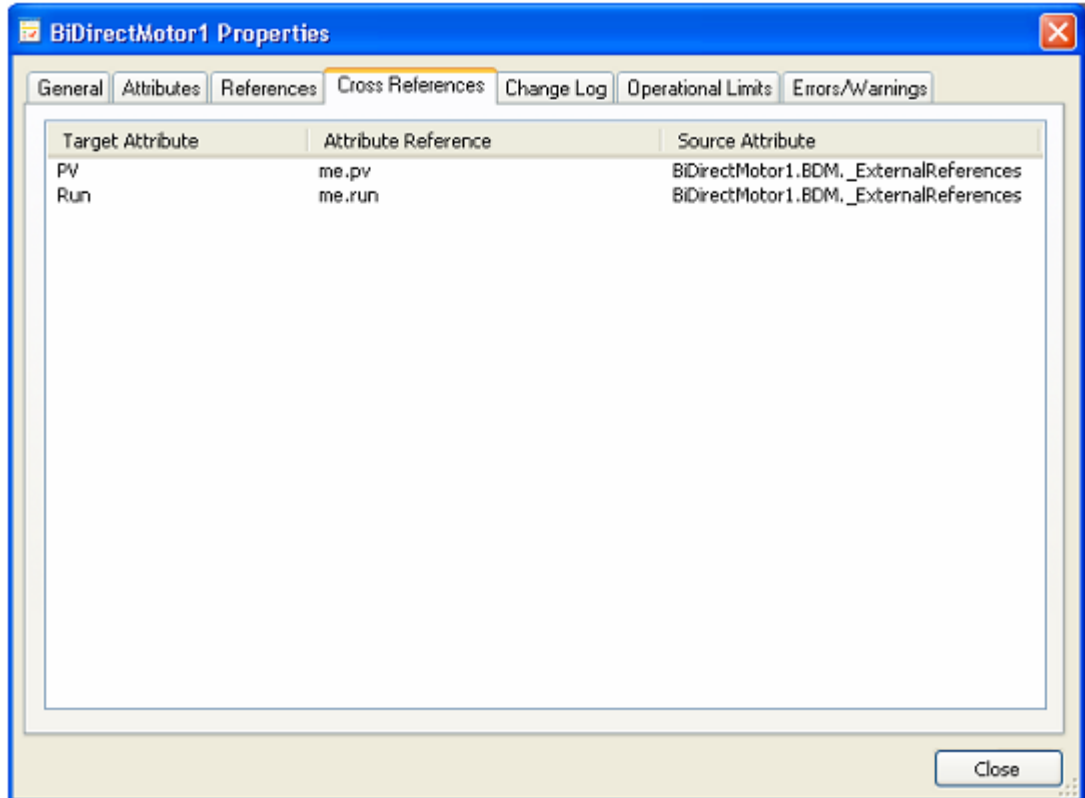 BiDirectMotor1 Properties
General Attributes References Cross References Change Log Operational Limits Errors/Warnings
Target Attribute Attribute Reference Source Attribute
PV me.pv BiDirectMotor1.BDM._ExternalReferences
Run me.run BiDirectMotor1.BDM._ExternalReferences
Close